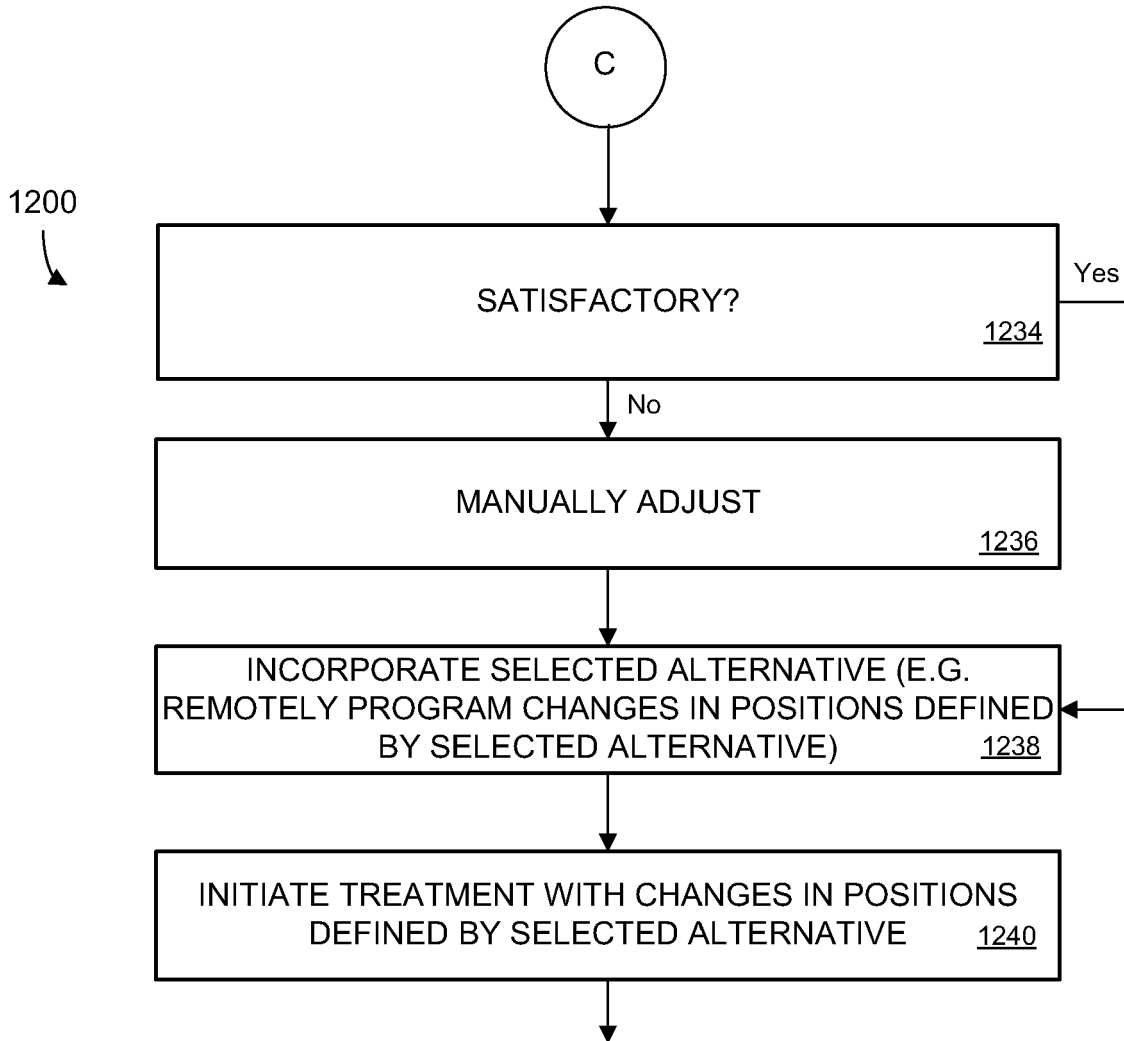 C
1200
SATISFACTORY?
1234
Yes
No
MANUALLY ADJUST
1236
INCORPORATE SELECTED ALTERNATIVE (E.G.
REMOTELY PROGRAM CHANGES IN POSITIONS DEFINED
BY SELECTED ALTERNATIVE)
1238
INITIATE TREATMENT WITH CHANGES IN POSITIONS
DEFINED BY SELECTED ALTERNATIVE
1240